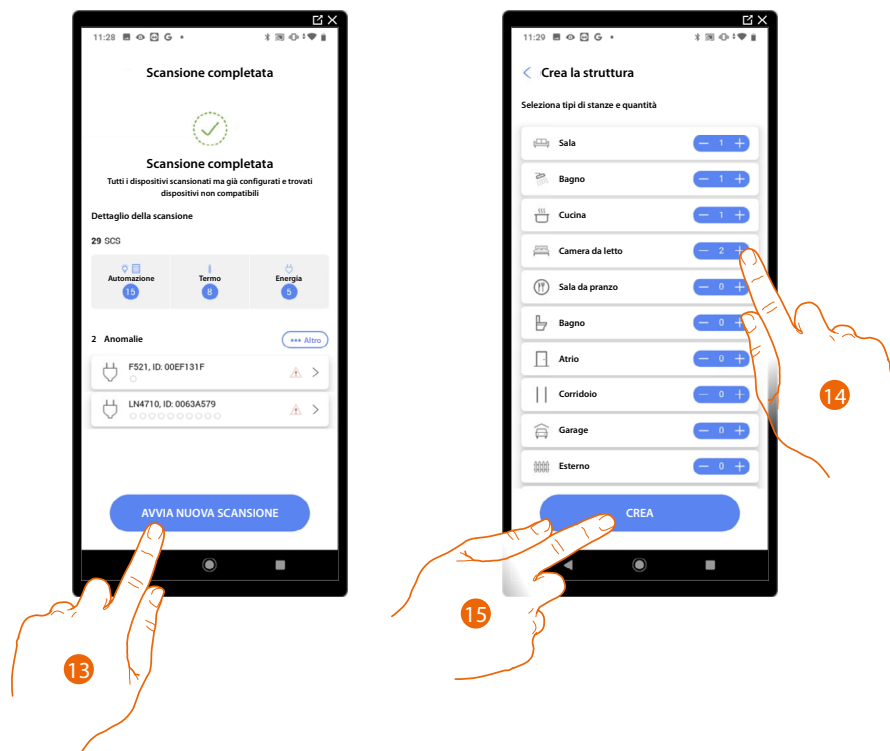 11:28 G
Scansione completata
Scansione completata
Tutti i dispositivi scansionati ma già configurati e trovati
dispositivi non compatibili
Dettaglio della scansione
29 SCS
Automazione Termo Energia
15 8 5
2 Anomalie ••• Altro
F521, ID: 00EF131F
LN4710, ID: 0063A579
AVVIA NUOVA SCANSIONE
13
11:29 G
Crea la struttura
Seleziona tipi di stanze e quantità
Sala — 1 +
Bagno — 1 +
Cucina — 1 +
Camera da letto — 2 +
Sala da pranzo — 0 +
Bagno — 0 +
Atrio — 0 +
Corridoio — 0 +
Garage — 0 +
Esterno — 0 +
CREA
14
15